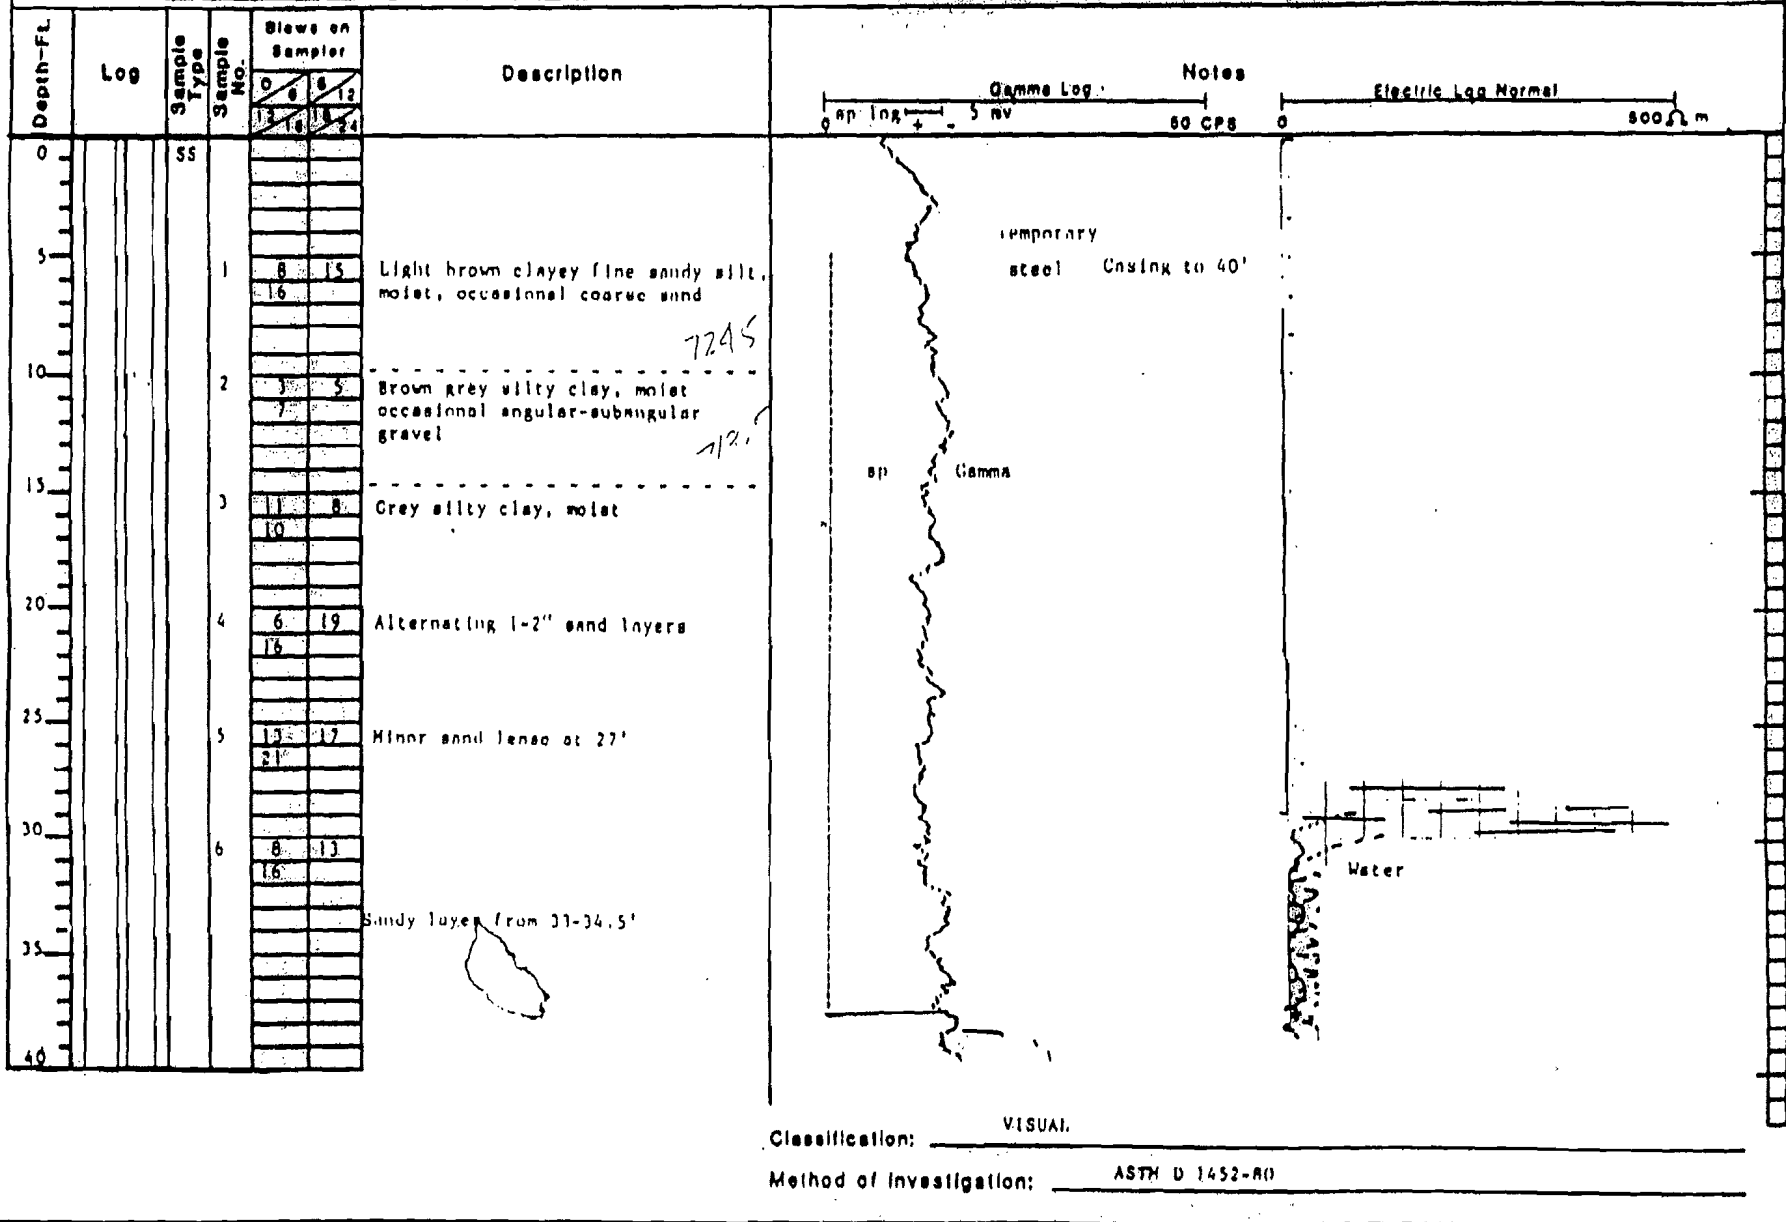 Depth-Ft.
Log
Sample Type
Sample No.
Blows on Sampler
0 6
6 12
12 18
18 24
Description
Notes
Gamma Log
sp log + - 5 mv
0
60 CPS
Electric Log Normal
0
500 Ω m
0
SS
Temporary
steel Casing to 40'
5
1
8 15
16
Light brown clayey fine sandy silt,
moist, occasional coarse sand
7245
10
2
3 5
7
Brown grey silty clay, moist
occasional angular-subangular
gravel
sp
Gamma
15
3
11 8
10
Grey silty clay, moist
20
4
6 19
16
Alternating 1-2" sand layers
25
5
13 17
21
Minor sand lense at 27'
30
6
8 13
16
Water
Sandy layer from 33-34.5'
35
40
Classification: VISUAL
Method of Investigation: ASTM D 1452-80